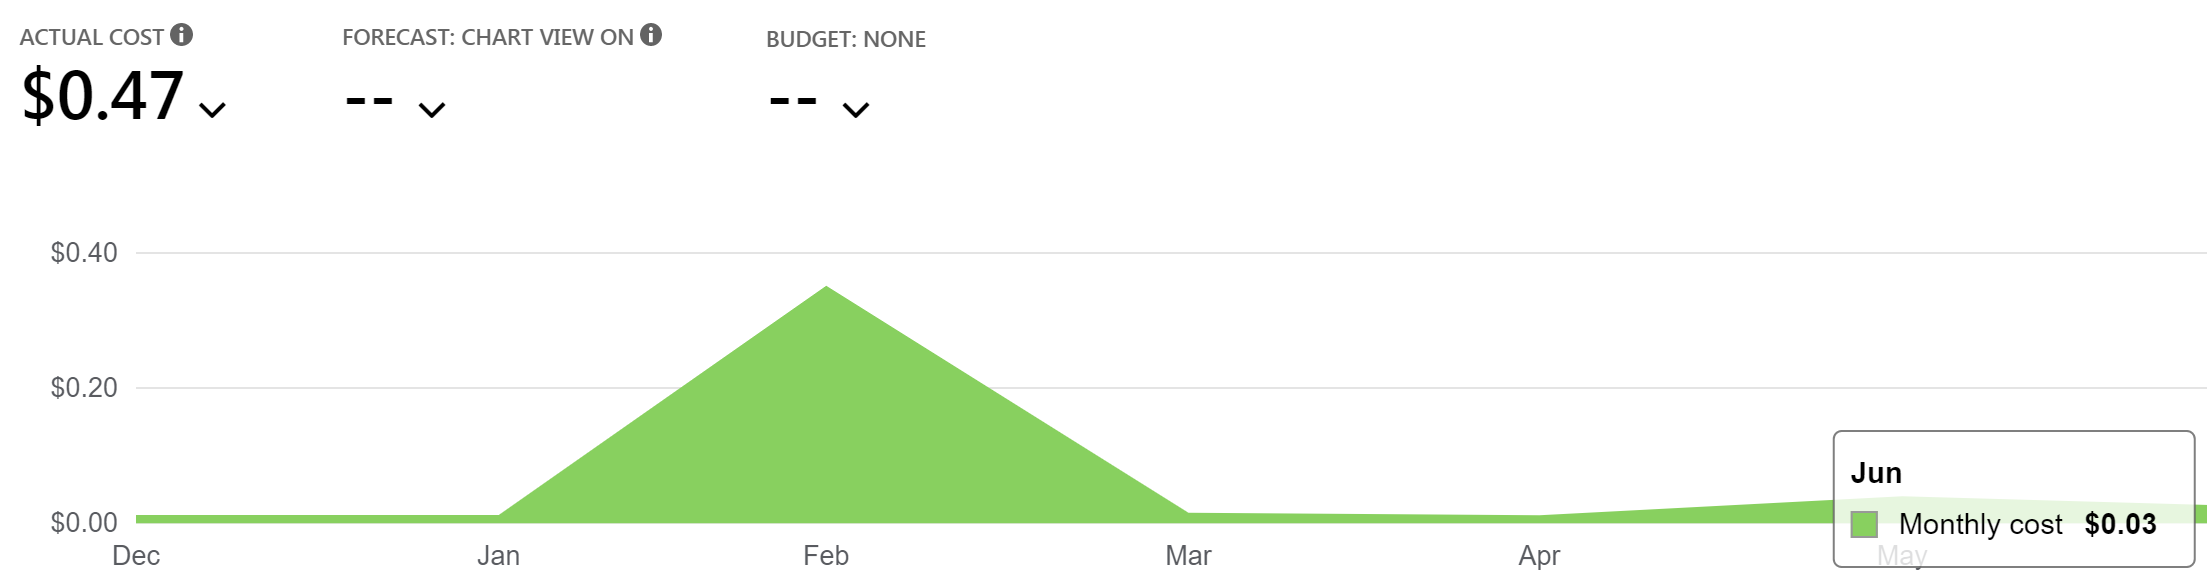 ACTUAL COST
FORECAST: CHART VIEW ON
BUDGET: NONE
$0.47
--
--
$0.40
$0.20
$0.00
Dec
Jan
Feb
Mar
Apr
May
Jun
Monthly cost $0.03